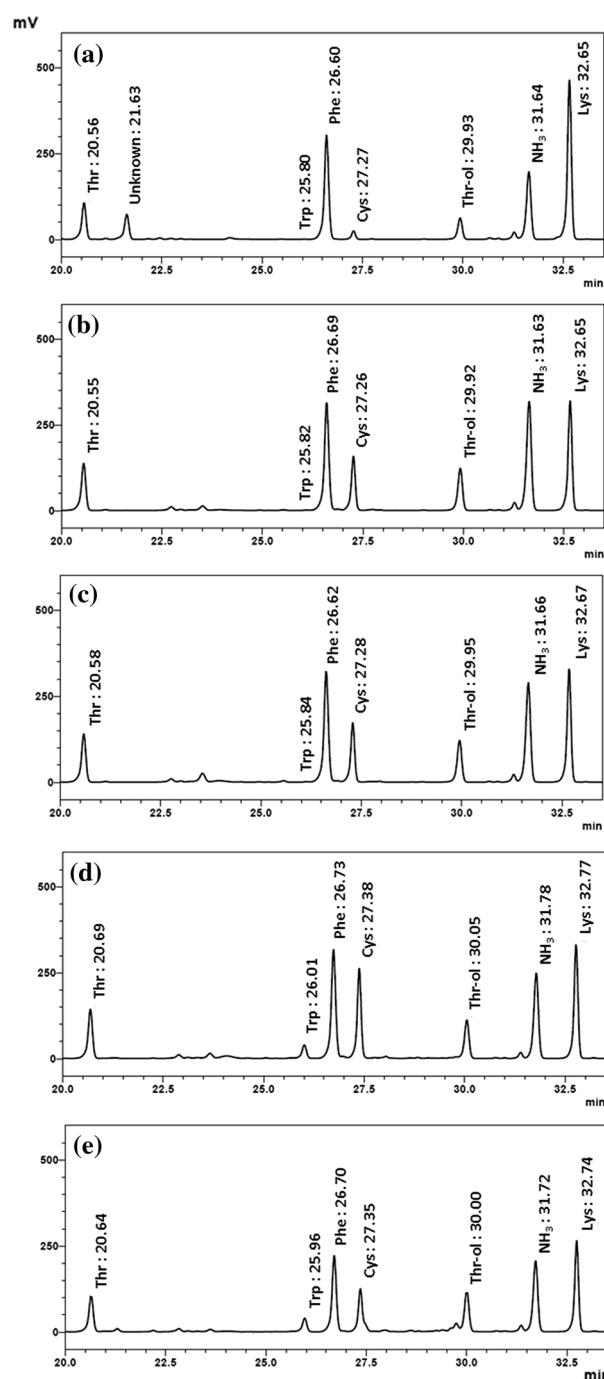 mV
(a)
500
250
0
Thr : 20.56
Unknown : 21.63
Trp : 25.80
Phe : 26.60
Cys : 27.27
Thr-ol : 29.93
NH₃ : 31.64
Lys : 32.65
20.0 22.5 25.0 27.5 30.0 32.5
min
(b)
500
250
0
Thr : 20.55
Trp : 25.82
Phe : 26.69
Cys: 27.26
Thr-ol : 29.92
NH₃ : 31.63
Lys: 32.65
20.0 22.5 25.0 27.5 30.0 32.5
min
(c)
500
250
0
Thr : 20.58
Trp : 25.84
Phe : 26.62
Cys : 27.28
Thr-ol : 29.95
NH₃ : 31.66
Lys: 32.67
20.0 22.5 25.0 27.5 30.0 32.5
min
(d)
500
250
0
Thr : 20.69
Trp : 26.01
Phe : 26.73
Cys : 27.38
Thr-ol : 30.05
NH₃ : 31.78
Lys: 32.77
20.0 22.5 25.0 27.5 30.0 32.5
min
(e)
500
250
0
Thr : 20.64
Trp : 25.96
Phe : 26.70
Cys : 27.35
Thr-ol : 30.00
NH₃ : 31.72
Lys : 32.74
20.0 22.5 25.0 27.5 30.0 32.5
min